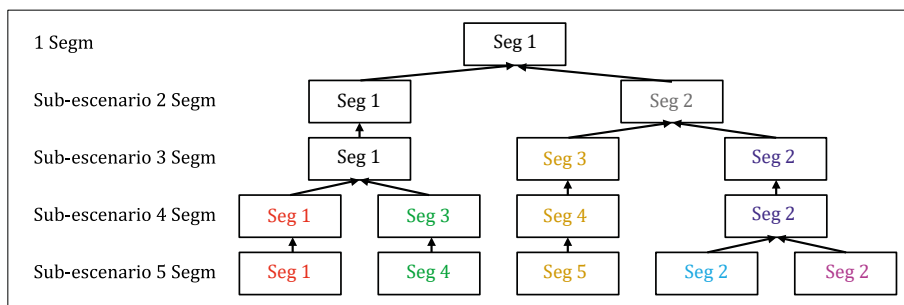 1 Segm Seg 1
Sub-escenario 2 Segm Seg 1 Seg 2
Sub-escenario 3 Segm Seg 1 Seg 3 Seg 2
Sub-escenario 4 Segm Seg 1 Seg 3 Seg 4 Seg 2
Sub-escenario 5 Segm Seg 1 Seg 4 Seg 5 Seg 2 Seg 2